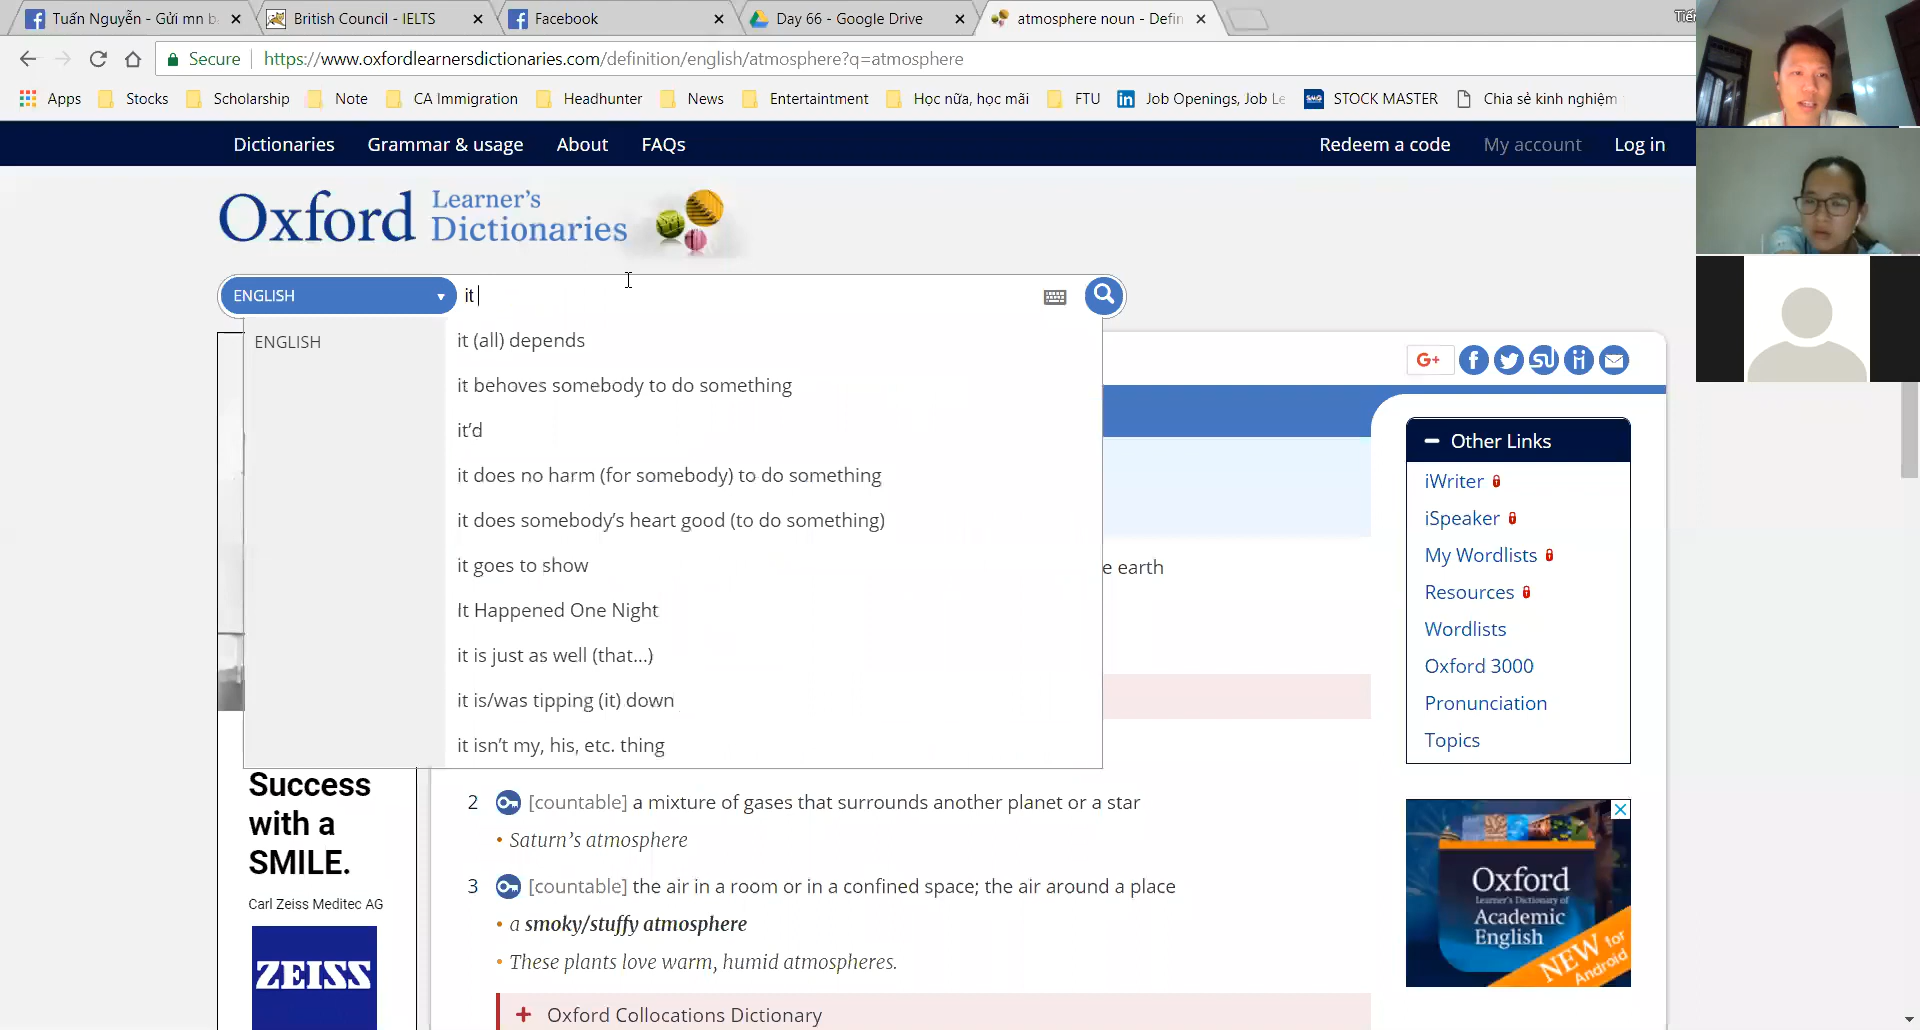 Tuấn Nguyễn - Gửi mn b
British Council - IELTS
Facebook
Day 66 - Google Drive
atmosphere noun - Defin
Secure
https://www.oxfordlearnersdictionaries.com/definition/english/atmosphere?q=atmosphere
Apps
Stocks
Scholarship
Note
CA Immigration
Headhunter
News
Entertaintment
Học nữa, học mãi
FTU
in
Job Openings, Job Le
SMG
STOCK MASTER
Chia sẻ kinh nghiệm
Dictionaries
Grammar & usage
About
FAQs
Redeem a code
My account
Log in
Oxford
Learner's
Dictionaries
ENGLISH
it
ENGLISH
it (all) depends
it behoves somebody to do something
it’d
it does no harm (for somebody) to do something
it does somebody’s heart good (to do something)
it goes to show
It Happened One Night
it is just as well (that…)
it is/was tipping (it) down
it isn’t my, his, etc. thing
G+
e earth
Other Links
iWriter
iSpeaker
My Wordlists
Resources
Wordlists
Oxford 3000
Pronunciation
Topics
2 [countable] a mixture of gases that surrounds another planet or a star
• Saturn’s atmosphere
3 [countable] the air in a room or in a confined space; the air around a place
• a smoky/stuffy atmosphere
• These plants love warm, humid atmospheres.
+ Oxford Collocations Dictionary
Success
with a
SMILE.
Carl Zeiss Meditec AG
ZEISS
Oxford
Learner's Dictionary of
Academic
English
NEW for
Android